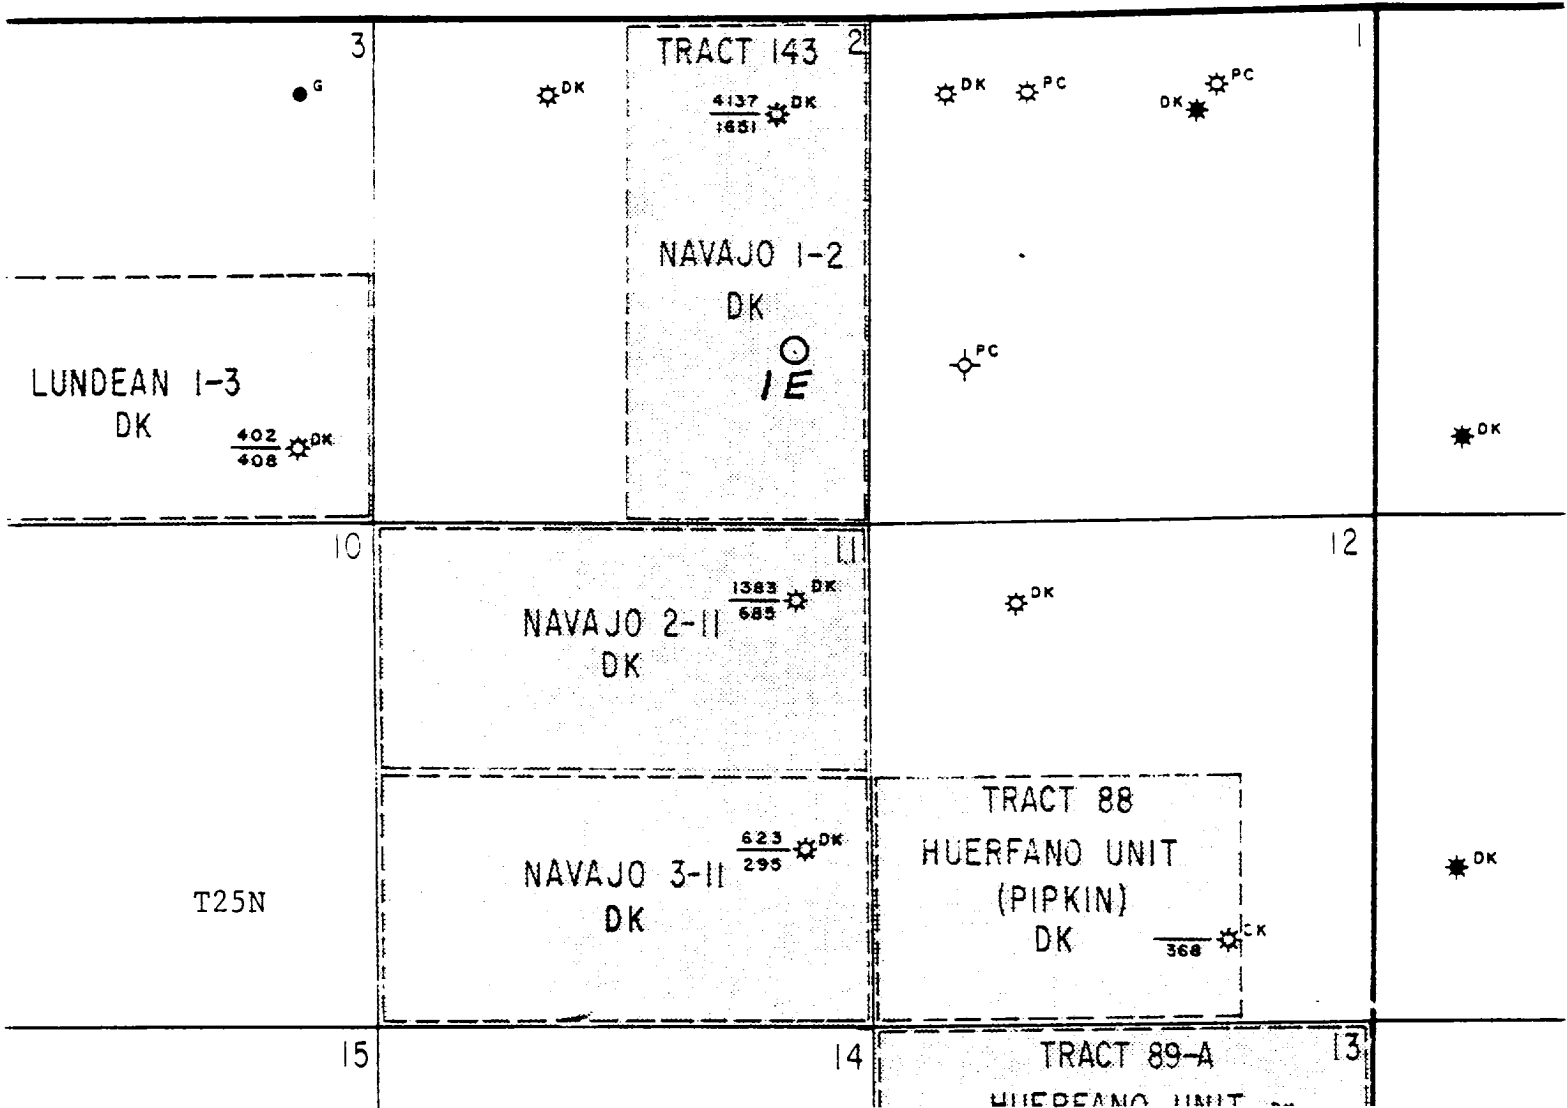 3
G
DK
TRACT 143
2
4137
1651
DK
DK
PC
DK
PC
1
NAVAJO 1-2
DK
1E
PC
LUNDEAN 1-3
DK
402
408
DK
DK
10
11
12
NAVAJO 2-11
DK
1383
685
DK
DK
NAVAJO 3-11
DK
623
295
DK
TRACT 88
HUERFANO UNIT
(PIPKIN)
DK
368
DK
T25N
15
14
TRACT 89-A
13
HUERFANO UNIT